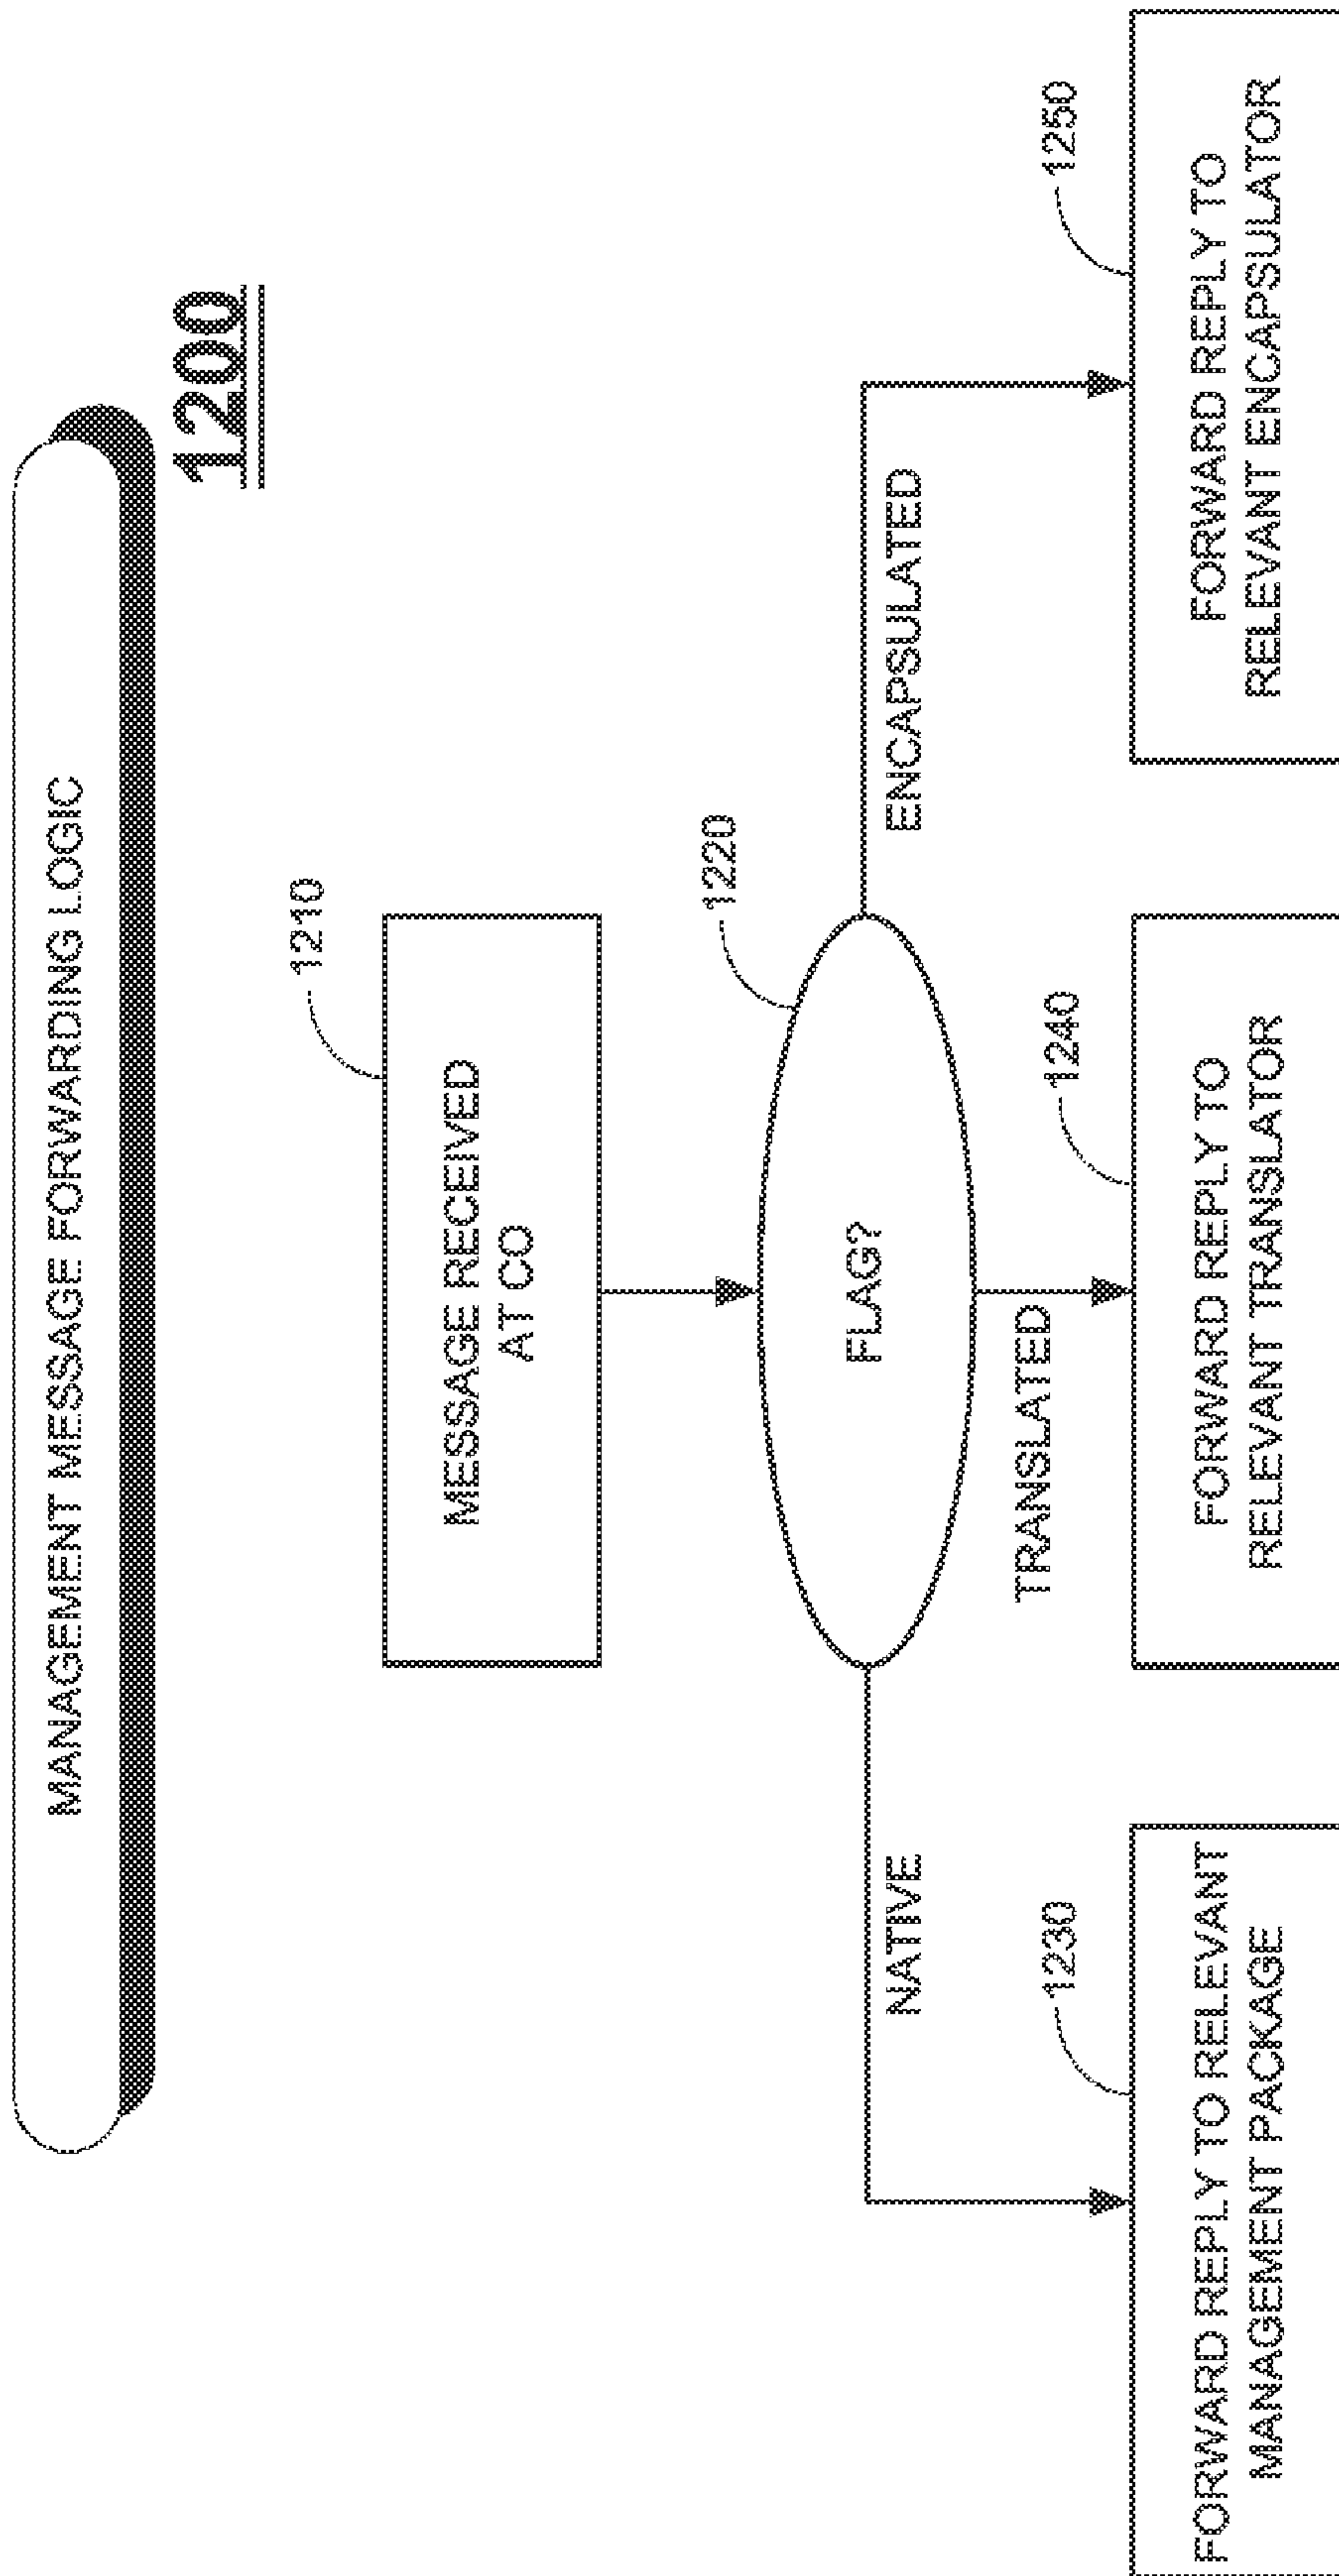 MANAGEMENT MESSAGE FORWARDING LOGIC
1200
1210
MESSAGE RECEIVED
AT CO
1220
FLAG?
NATIVE
TRANSLATED
ENCAPSULATED
1230
FORWARD REPLY TO RELEVANT
MANAGEMENT PACKAGE
1240
FORWARD REPLY TO
RELEVANT TRANSLATOR
1250
FORWARD REPLY TO
RELEVANT ENCAPSULATOR